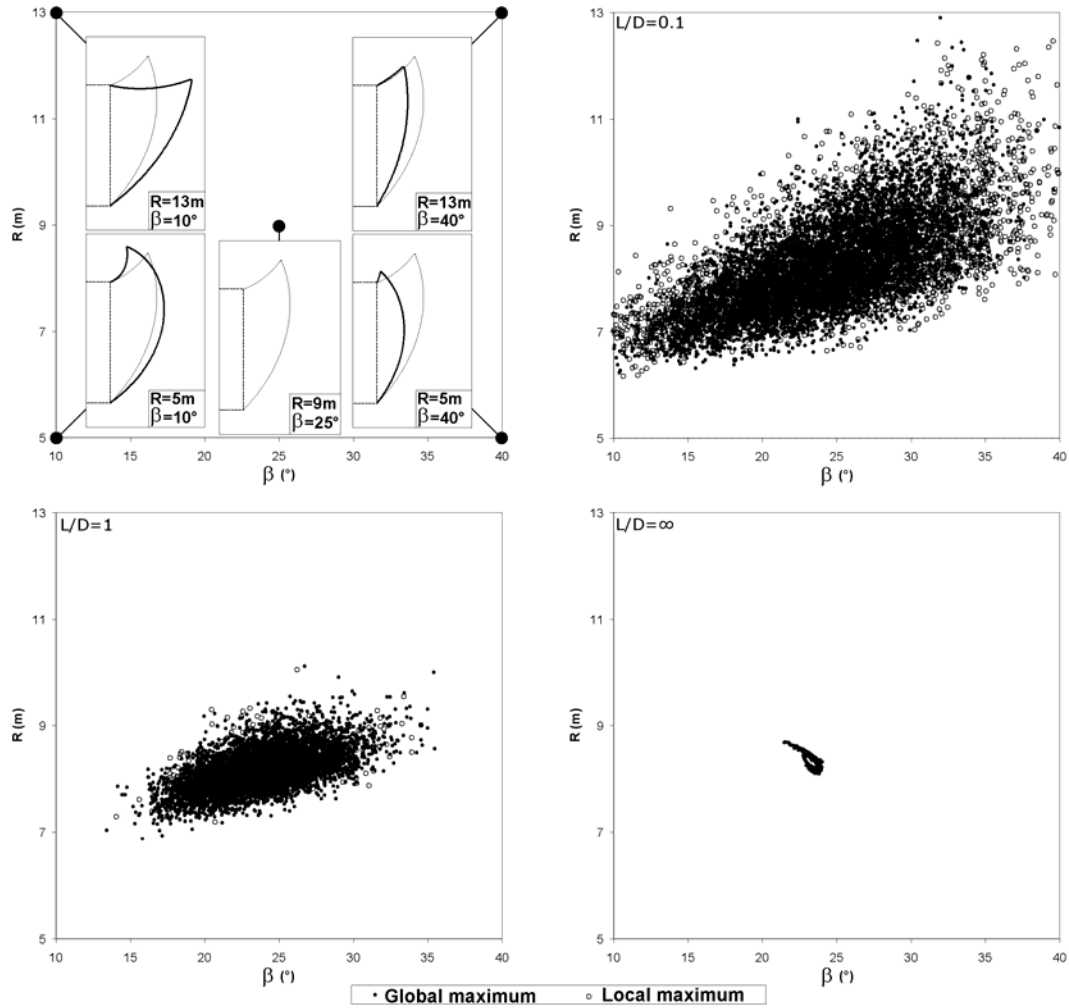 13
11
9
7
5
R (m)
R=13m
β=10°
R=13m
β=40°
R=5m
β=10°
R=9m
β=25°
R=5m
β=40°
10 15 20 25 30 35 40
β (°)
L/D=0.1
13
11
9
7
5
R (m)
10 15 20 25 30 35 40
β (°)
L/D=1
13
11
9
7
5
R (m)
10 15 20 25 30 35 40
β (°)
L/D=∞
13
11
9
7
5
R (m)
10 15 20 25 30 35 40
β (°)
Global maximum Local maximum